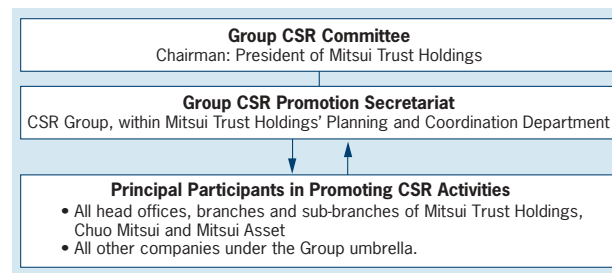 Group CSR Committee
Chairman: President of Mitsui Trust Holdings
Group CSR Promotion Secretariat
CSR Group, within Mitsui Trust Holdings' Planning and Coordination Department
Principal Participants in Promoting CSR Activities
• All head offices, branches and sub-branches of Mitsui Trust Holdings,
Chuo Mitsui and Mitsui Asset
• All other companies under the Group umbrella.